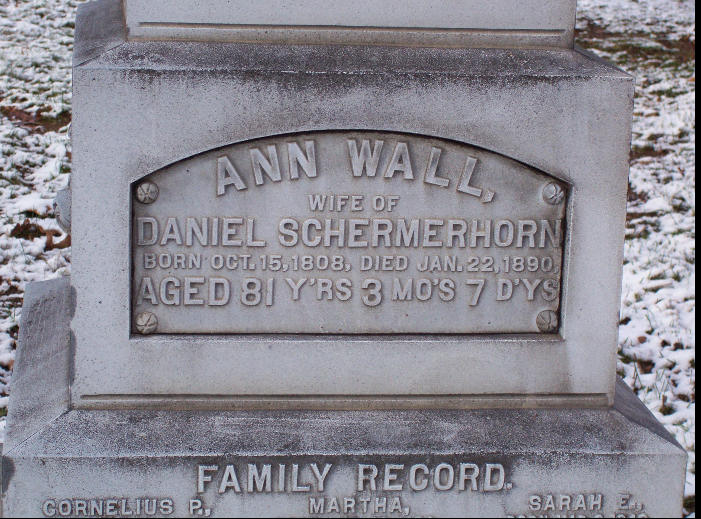 ANN WALL,
WIFE OF
DANIEL SCHERMERHORN
BORN OCT. 15, 1808, DIED JAN. 22, 1890,
AGED 81 Y'RS 3 MO'S 7 D'YS
FAMILY RECORD.
CORNELIUS P., MARTHA, SARAH E.,